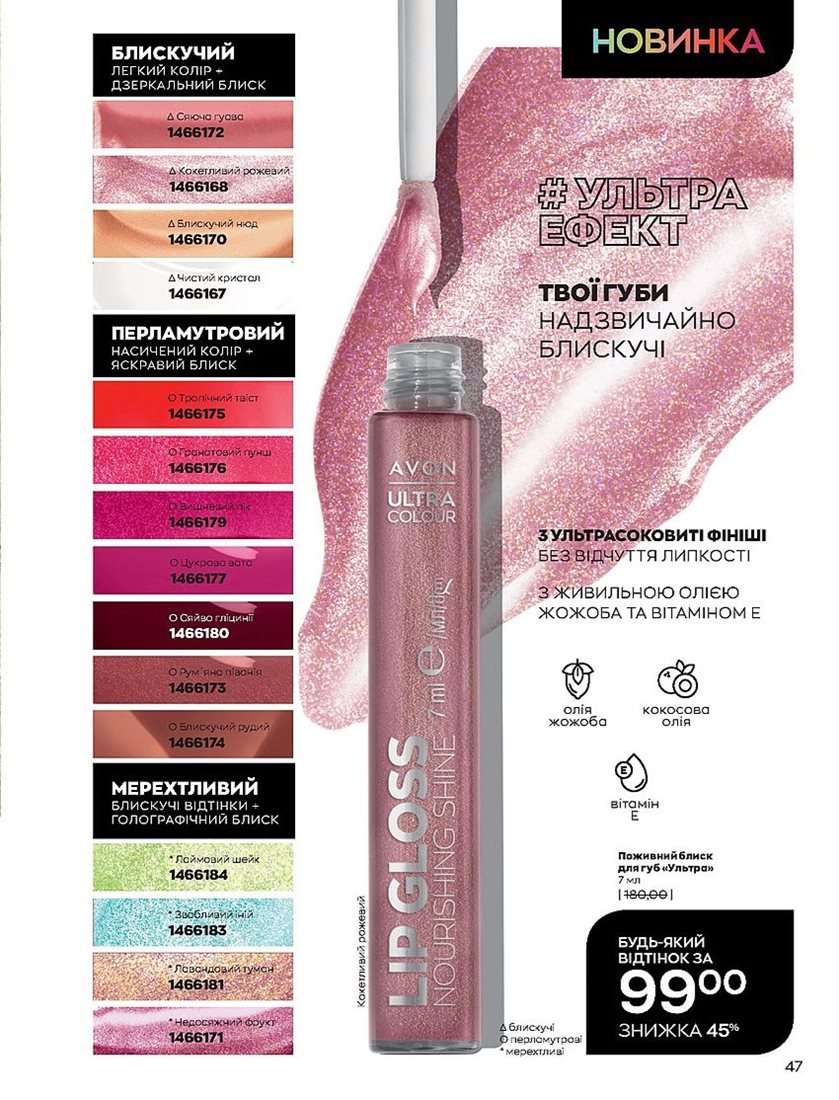 НОВИНКА
БЛИСКУЧИЙ
ЛЕГКИЙ КОЛІР +
ДЗЕРКАЛЬНИЙ БЛИСК
Δ Сяюча гуава
1466172
Δ Кокетливий рожевий
1466168
Δ Блискучий нюд
1466170
Δ Чистий кристал
1466167
ПЕРЛАМУТРОВИЙ
НАСИЧЕНИЙ КОЛІР +
ЯСКРАВИЙ БЛИСК
О Тропічний твіст
1466175
О Гранатовий пунш
1466176
О Вишневий пік
1466179
О Цукрова вата
1466177
О Сяйво гліцинії
1466180
О Рум`яна півонія
1466173
О Блискучий рудий
1466174
МЕРЕХТЛИВИЙ
БЛИСКУЧІ ВІДТІНКИ +
ГОЛОГРАФІЧНИЙ БЛИСК
* Лаймовий шейк
1466184
* Звабливий іній
1466183
* Лавандовий туман
1466181
* Недосяжний фрукт
1466171
# УЛЬТРА
ЕФЕКТ
ТВОЇ ГУБИ
НАДЗВИЧАЙНО
БЛИСКУЧІ
AVON
ULTRA
COLOUR
LIP GLOSS
NOURISHING SHINE
7 ml e
Кокетливий рожевий
3 УЛЬТРАСОКОВИТІ ФІНІШІ
БЕЗ ВІДЧУТТЯ ЛИПКОСТІ
З ЖИВИЛЬНОЮ ОЛІЄЮ
ЖОЖОБА ТА ВІТАМІНОМ Е
олія
жожоба
кокосова
олія
E
вітамін
Е
Поживний блиск
для губ «Ультра»
7 мл
| 180,00 |
БУДЬ-ЯКИЙ
ВІДТІНОК ЗА
99⁰⁰
ЗНИЖКА 45%
Δ блискучі
О перламутрові
* мерехтливі
47